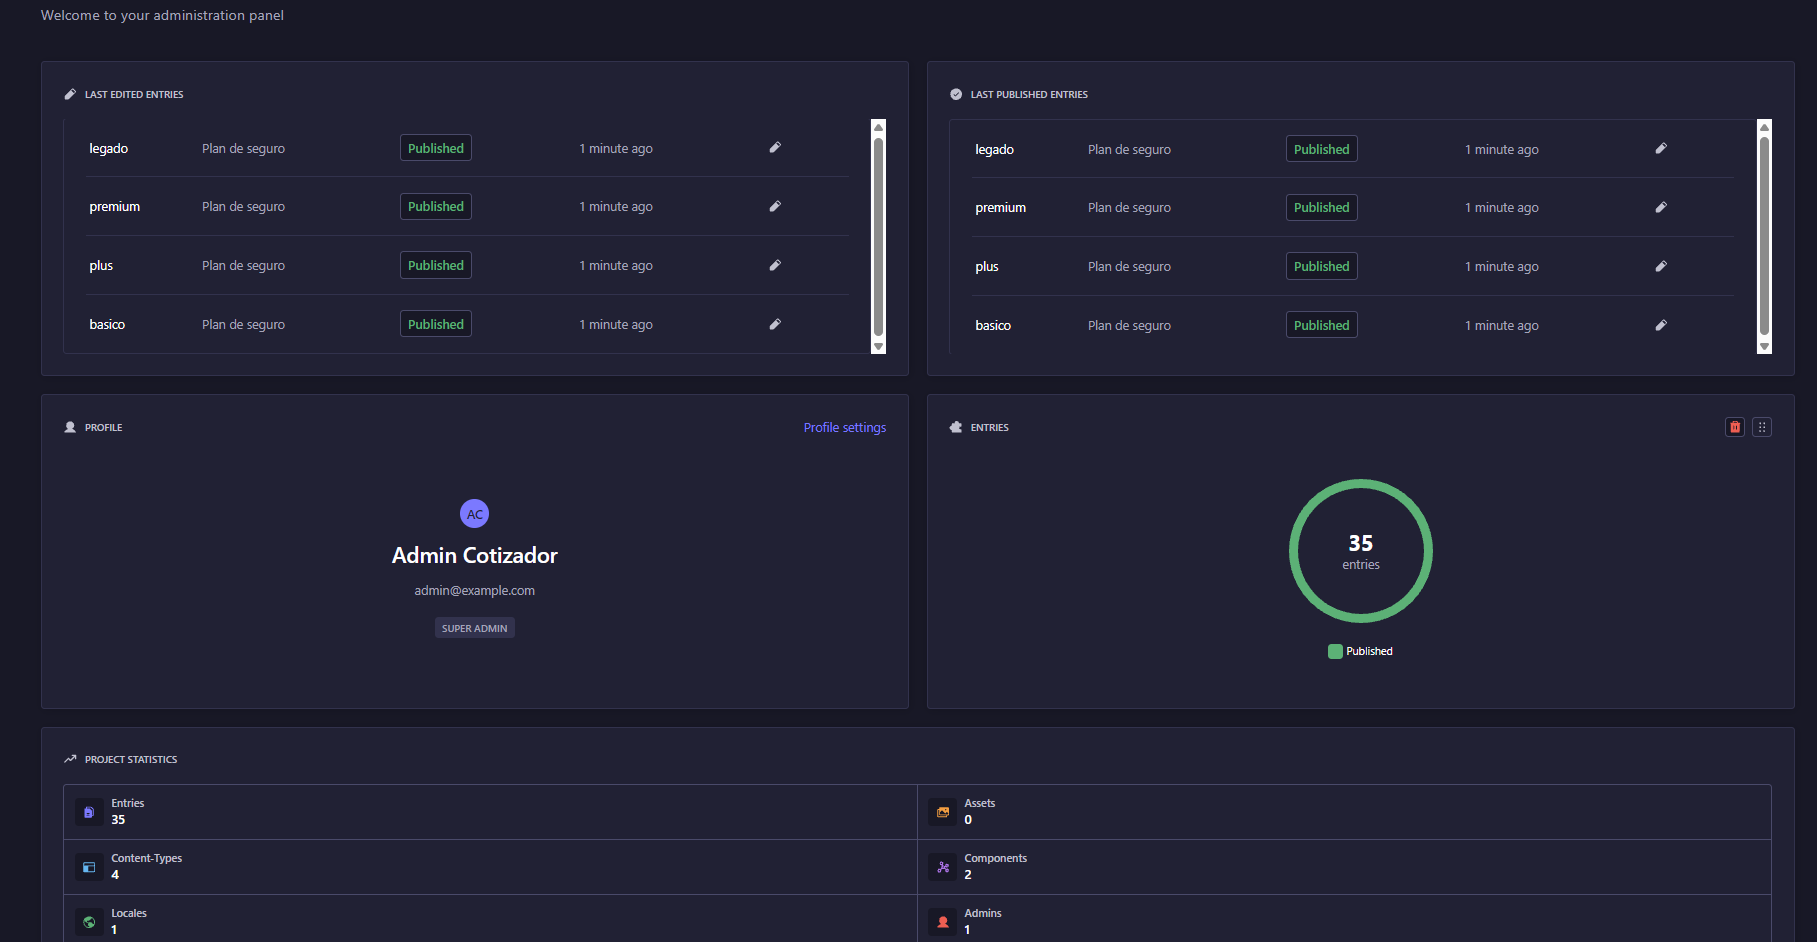 Welcome to your administration panel
LAST EDITED ENTRIES
legado Plan de seguro Published 1 minute ago
premium Plan de seguro Published 1 minute ago
plus Plan de seguro Published 1 minute ago
basico Plan de seguro Published 1 minute ago
LAST PUBLISHED ENTRIES
legado Plan de seguro Published 1 minute ago
premium Plan de seguro Published 1 minute ago
plus Plan de seguro Published 1 minute ago
basico Plan de seguro Published 1 minute ago
PROFILE Profile settings
AC
Admin Cotizador
admin@example.com
SUPER ADMIN
ENTRIES
35
entries
Published
PROJECT STATISTICS
Entries
35
Assets
0
Content-Types
4
Components
2
Locales
1
Admins
1